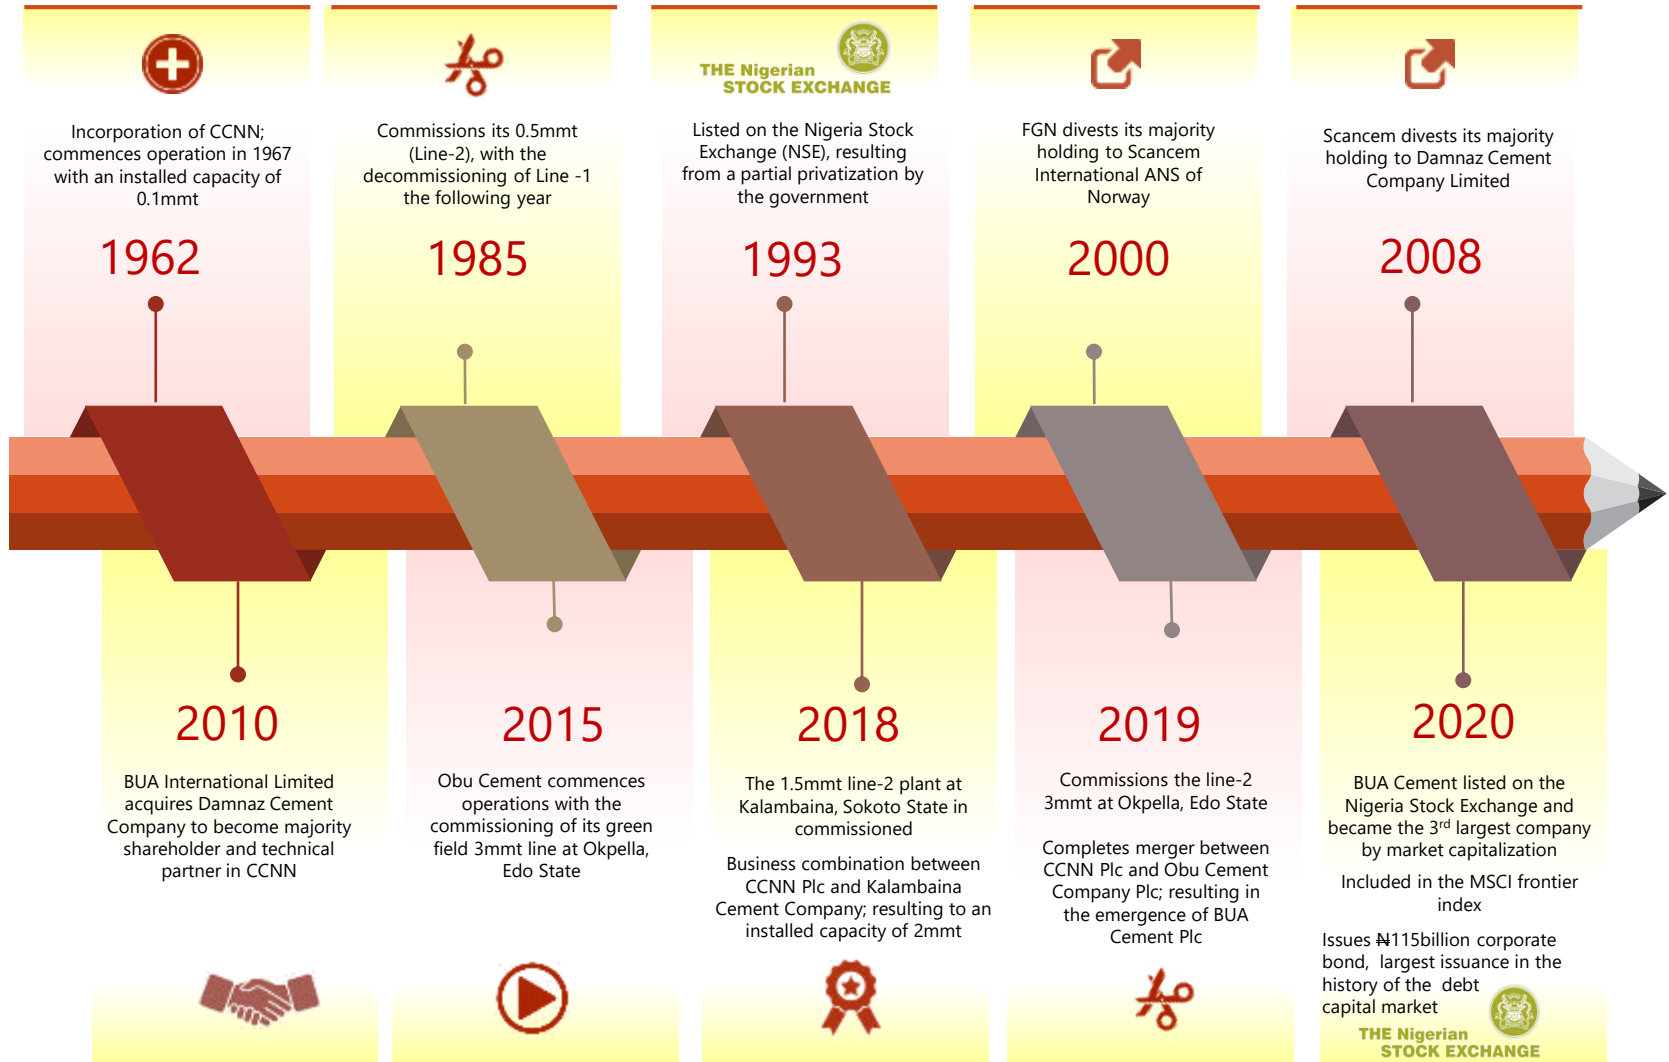 Incorporation of CCNN;
commences operation in 1967
with an installed capacity of
0.1mmt
1962
Commissions its 0.5mmt
(Line-2), with the
decommissioning of Line -1
the following year
1985
THE Nigerian
STOCK EXCHANGE
Listed on the Nigeria Stock
Exchange (NSE), resulting
from a partial privatization by
the government
1993
FGN divests its majority
holding to Scancem
International ANS of
Norway
2000
Scancem divests its majority
holding to Damnaz Cement
Company Limited
2008
2010
BUA International Limited
acquires Damnaz Cement
Company to become majority
shareholder and technical
partner in CCNN
2015
Obu Cement commences
operations with the
commissioning of its green
field 3mmt line at Okpella,
Edo State
2018
The 1.5mmt line-2 plant at
Kalambaina, Sokoto State in
commissioned
Business combination between
CCNN Plc and Kalambaina
Cement Company; resulting to an
installed capacity of 2mmt
2019
Commissions the line-2
3mmt at Okpella, Edo State
Completes merger between
CCNN Plc and Obu Cement
Company Plc; resulting in
the emergence of BUA
Cement Plc
2020
BUA Cement listed on the
Nigeria Stock Exchange and
became the 3rd largest company
by market capitalization
Included in the MSCI frontier
index
Issues ₦115billion corporate
bond, largest issuance in the
history of the debt
capital market
THE Nigerian
STOCK EXCHANGE